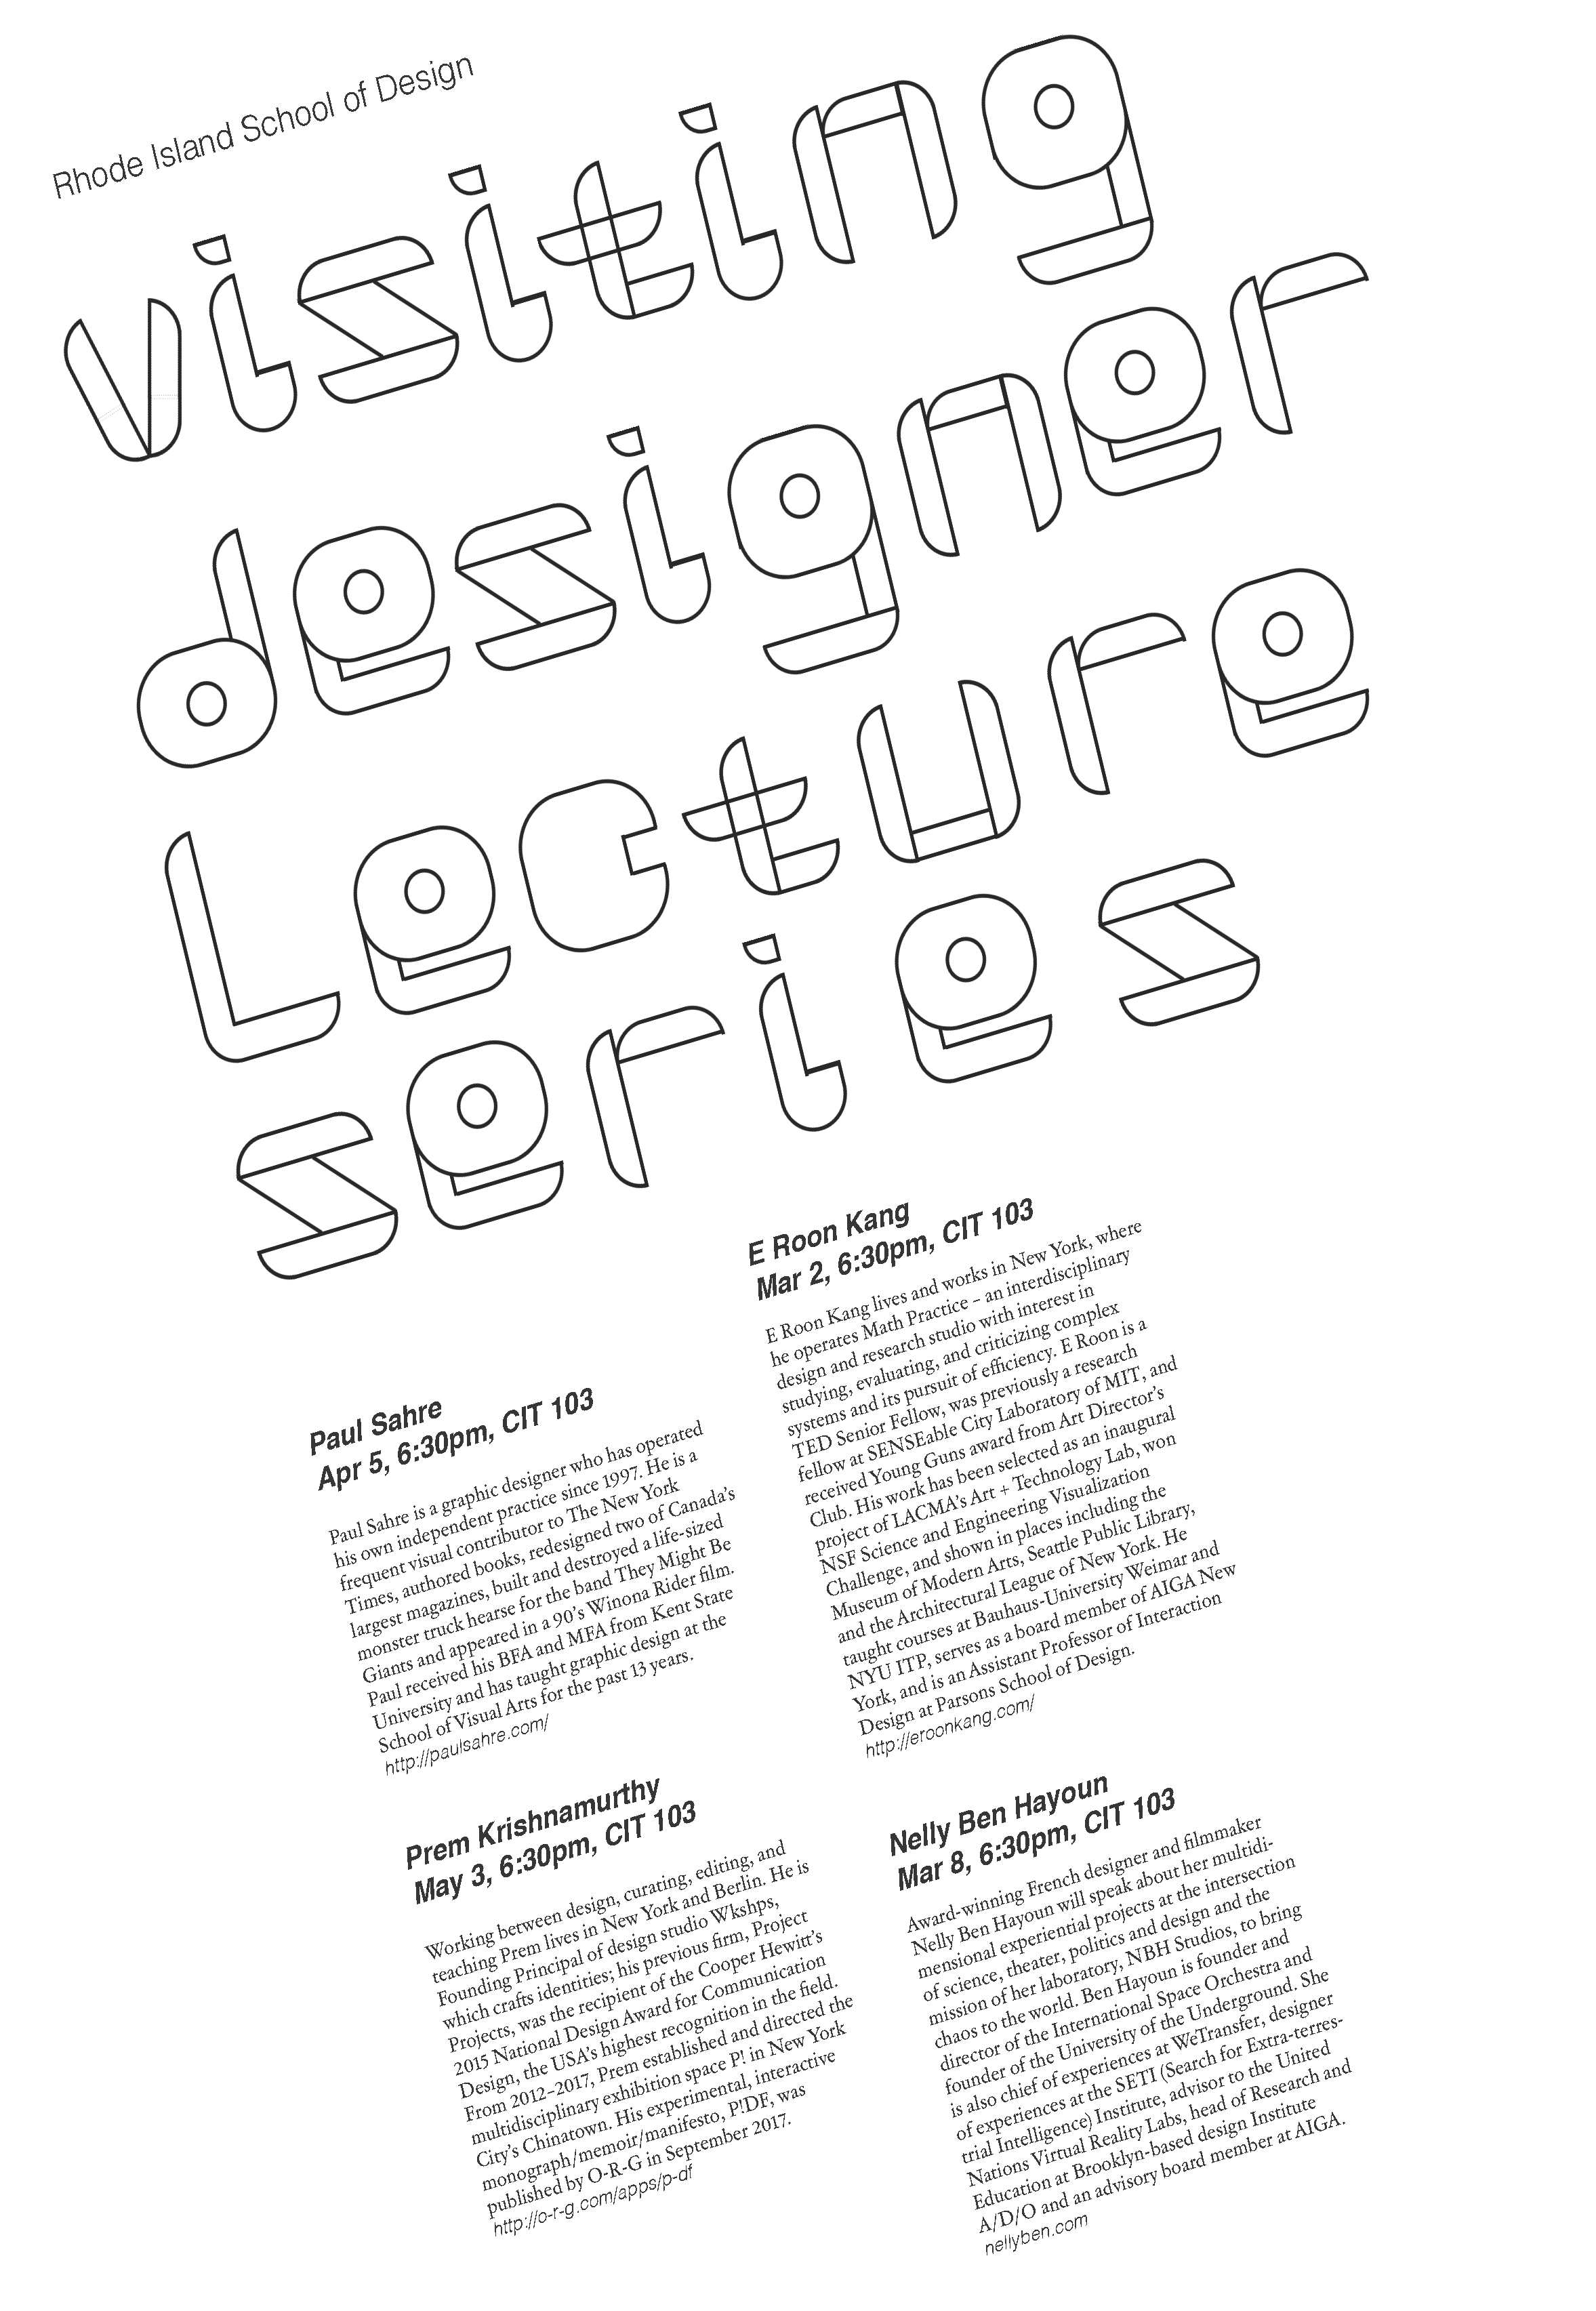 Rhode Island School of Design
visiting
designer
Lecture
series
E Roon Kang
Mar 2, 6:30pm, CIT 103
E Roon Kang lives and works in New York, where
he operates Math Practice – an interdisciplinary
design and research studio with interest in
studying, evaluating, and criticizing complex
systems and its pursuit of efficiency. E Roon is a
TED Senior Fellow, was previously a research
fellow at SENSEable City Laboratory of MIT, and
received Young Guns award from Art Director's
Club. His work has been selected as an inaugural
project of LACMA's Art + Technology Lab, won
NSF Science and Engineering Visualization
Challenge, and shown in places including the
Museum of Modern Arts, Seattle Public Library,
and the Architectural League of New York. He
taught courses at Bauhaus-University Weimar and
NYU ITP, serves as a board member of AIGA New
York, and is an Assistant Professor of Interaction
Design at Parsons School of Design.
http://eroonkang.com/
Paul Sahre
Apr 5, 6:30pm, CIT 103
Paul Sahre is a graphic designer who has operated
his own independent practice since 1997. He is a
frequent visual contributor to The New York
Times, authored books, redesigned two of Canada's
largest magazines, built and destroyed a life-sized
monster truck hearse for the band They Might Be
Giants and appeared in a 90's Winona Rider film.
Paul received his BFA and MFA from Kent State
University and has taught graphic design at the
School of Visual Arts for the past 13 years.
http://paulsahre.com/
Prem Krishnamurthy
May 3, 6:30pm, CIT 103
Working between design, curating, editing, and
teaching Prem lives in New York and Berlin. He is
Founding Principal of design studio Wkshps,
which crafts identities; his previous firm, Project
Projects, was the recipient of the Cooper Hewitt's
2015 National Design Award for Communication
Design, the USA's highest recognition in the field.
From 2012–2017, Prem established and directed the
multidisciplinary exhibition space P! in New York
City's Chinatown. His experimental, interactive
monograph/memoir/manifesto, P!DF, was
published by O-R-G in September 2017.
http://o-r-g.com/apps/p-df
Nelly Ben Hayoun
Mar 8, 6:30pm, CIT 103
Award-winning French designer and filmmaker
Nelly Ben Hayoun will speak about her multidi-
mensional experiential projects at the intersection
of science, theater, politics and design and the
mission of her laboratory, NBH Studios, to bring
chaos to the world. Ben Hayoun is founder and
director of the International Space Orchestra and
founder of the University of the Underground. She
is also chief of experiences at WeTransfer, designer
of experiences at the SETI (Search for Extra-terres-
trial Intelligence) Institute, advisor to the United
Nations Virtual Reality Labs, head of Research and
Education at Brooklyn-based design Institute
A/D/O and an advisory board member at AIGA.
nellyben.com